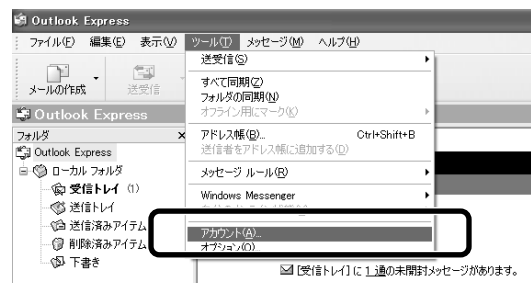 Outlook Express
ファイル(F) 編集(E) 表示(V) ツール(T) メッセージ(M) ヘルプ(H)
メールの作成
送受信
Outlook Express
フォルダ ×
Outlook Express
ローカル フォルダ
受信トレイ (1)
送信トレイ
送信済みアイテム
削除済みアイテム
下書き
送受信(S)
すべて同期(Z)
フォルダの同期(N)
オフライン用にマーク(K)
アドレス帳(B)... Ctrl+Shift+B
送信者をアドレス帳に追加する(D)
メッセージ ルール(R)
Windows Messenger
アカウント(A)...
オプション(O)...
[受信トレイ] に 1 通の未開封メッセージがあります。